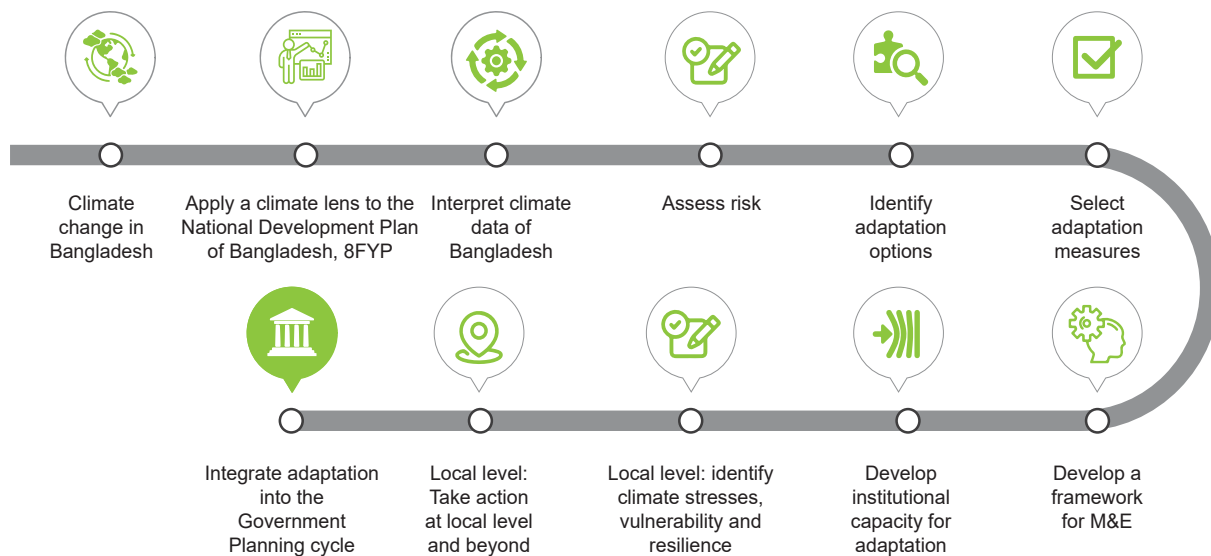 Climate
change in
Bangladesh
Apply a climate lens to the
National Development Plan
of Bangladesh, 8FYP
Interpret climate
data of
Bangladesh
Assess risk
Identify
adaptation
options
Select
adaptation
measures
Integrate adaptation
into the
Government
Planning cycle
Local level:
Take action
at local level
and beyond
Local level: identify
climate stresses,
vulnerability and
resilience
Develop
institutional
capacity for
adaptation
Develop a
framework
for M&E